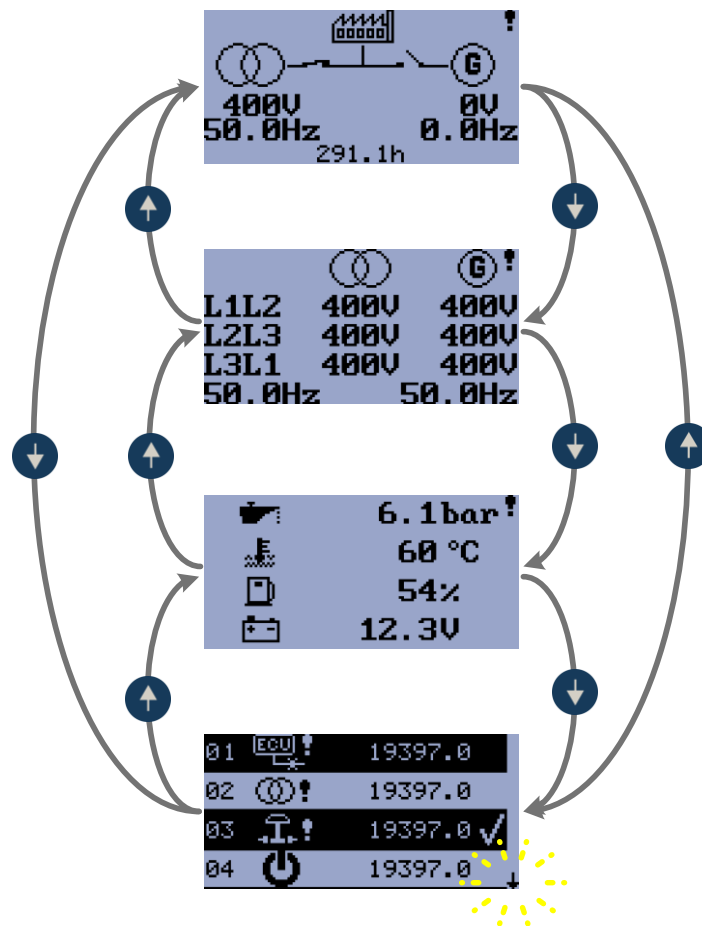 G
400V 0V
50.0Hz 0.0Hz
291.1h
G
L1L2 400V 400V
L2L3 400V 400V
L3L1 400V 400V
50.0Hz 50.0Hz
6.1bar
60 °C
54%
12.3V
01 ECU 19397.0
02 19397.0
03 19397.0
04 19397.0